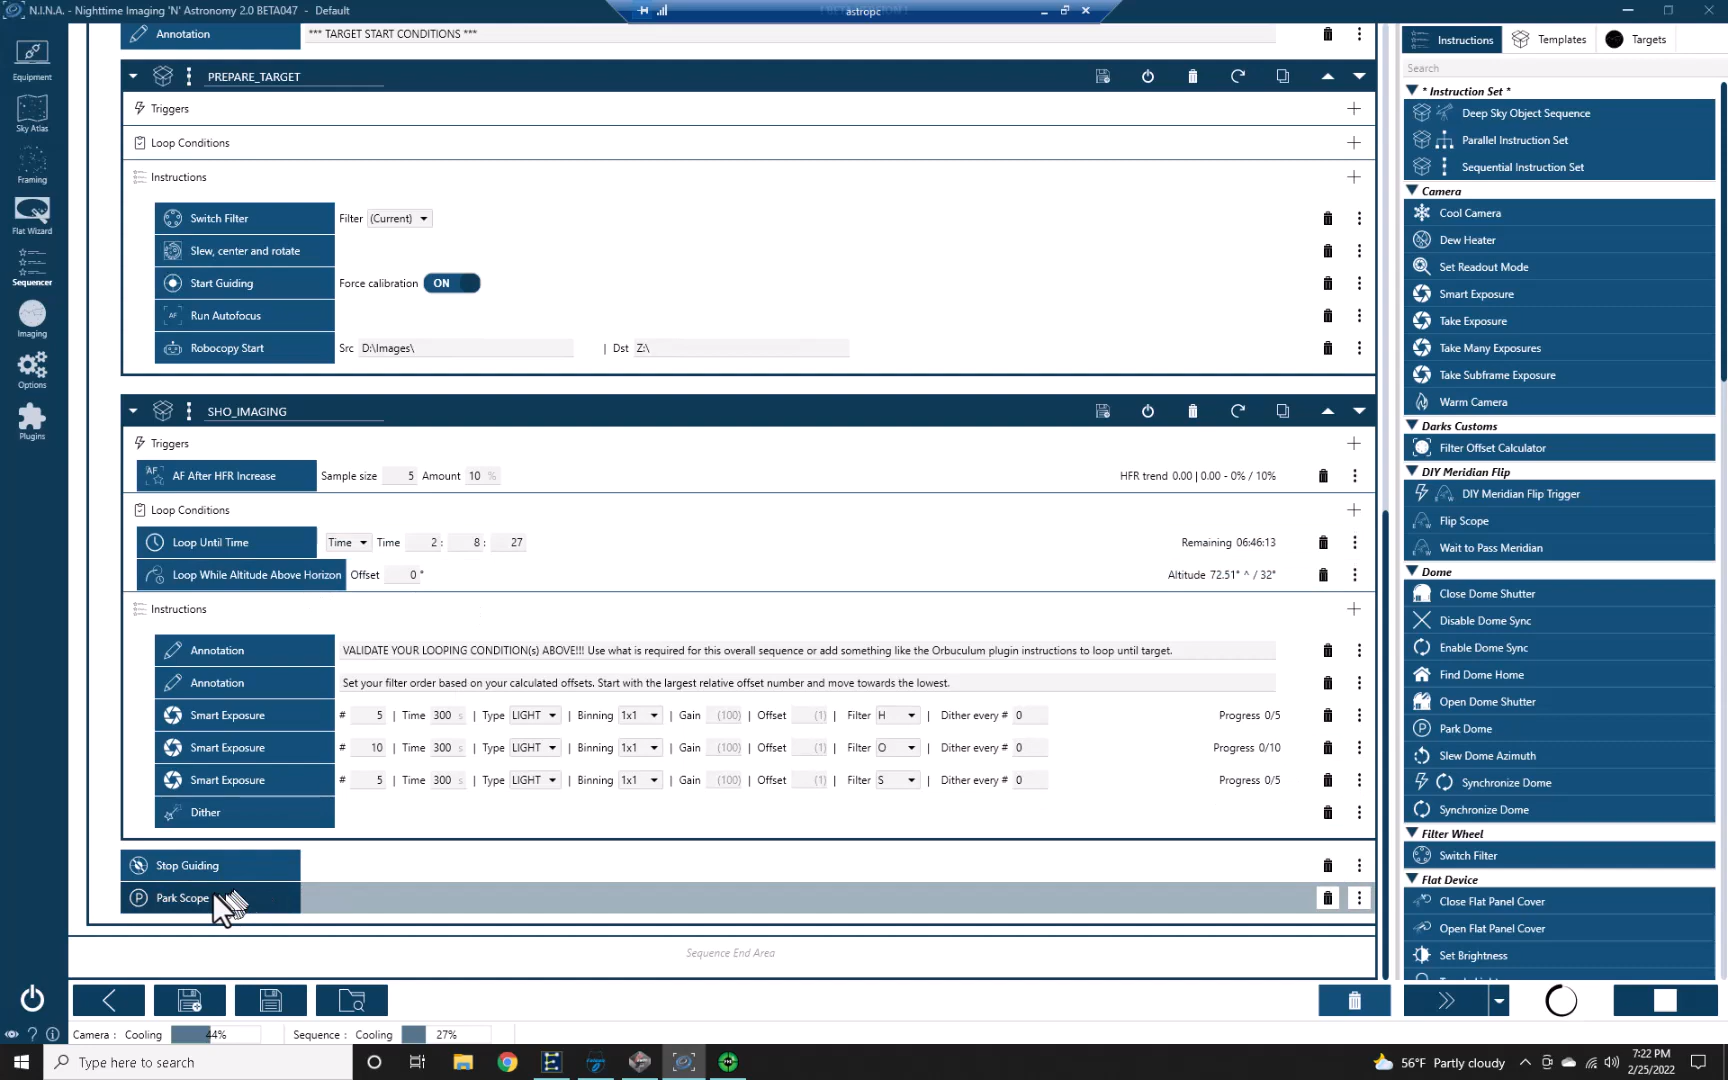 N.I.N.A. - Nighttime Imaging 'N' Astronomy 2.0 BETA047 - Default
astropc
Equipment
Sky Atlas
Framing
Flat Wizard
Sequencer
Imaging
Options
Plugins
Annotation *** TARGET START CONDITIONS ***
PREPARE_TARGET
Triggers
Loop Conditions
Instructions
Switch Filter Filter (Current)
Slew, center and rotate
Start Guiding Force calibration ON
AF Run Autofocus
Robocopy Start Src D:\Images\ | Dst Z:\
SHO_IMAGING
Triggers
AF AF After HFR Increase Sample size 5 Amount 10 % HFR trend 0.00 | 0.00 - 0% / 10%
Loop Conditions
Loop Until Time Time Time 2 : 8 : 27 Remaining 06:46:13
Loop While Altitude Above Horizon Offset 0 ° Altitude 72.51° ^ / 32°
Instructions
Annotation VALIDATE YOUR LOOPING CONDITION(s) ABOVE!!! Use what is required for this overall sequence or add something like the Orbuculum plugin instructions to loop until target.
Annotation Set your filter order based on your calculated offsets. Start with the largest relative offset number and move towards the lowest.
Smart Exposure # 5 | Time 300 s | Type LIGHT | Binning 1x1 | Gain (100) | Offset (1) | Filter H | Dither every # 0 Progress 0/5
Smart Exposure # 10 | Time 300 s | Type LIGHT | Binning 1x1 | Gain (100) | Offset (1) | Filter O | Dither every # 0 Progress 0/10
Smart Exposure # 5 | Time 300 s | Type LIGHT | Binning 1x1 | Gain (100) | Offset (1) | Filter S | Dither every # 0 Progress 0/5
Dither
Stop Guiding
P Park Scope
Sequence End Area
Instructions Templates Targets
Search
* Instruction Set *
Deep Sky Object Sequence
Parallel Instruction Set
Sequential Instruction Set
Camera
Cool Camera
Dew Heater
Set Readout Mode
Smart Exposure
Take Exposure
Take Many Exposures
Take Subframe Exposure
Warm Camera
Darks Customs
Filter Offset Calculator
DIY Meridian Flip
DIY Meridian Flip Trigger
Flip Scope
Wait to Pass Meridian
Dome
Close Dome Shutter
Disable Dome Sync
Enable Dome Sync
Find Dome Home
Open Dome Shutter
P Park Dome
Slew Dome Azimuth
Synchronize Dome
Synchronize Dome
Filter Wheel
Switch Filter
Flat Device
Close Flat Panel Cover
Open Flat Panel Cover
Set Brightness
Camera : Cooling 44% Sequence : Cooling 27%
Type here to search
56°F Partly cloudy
7:22 PM
2/25/2022